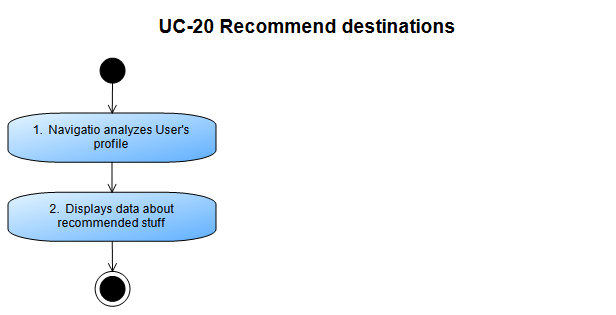 UC-20 Recommend destinations
1. Navigatio analyzes User's
profile
2. Displays data about
recommended stuff